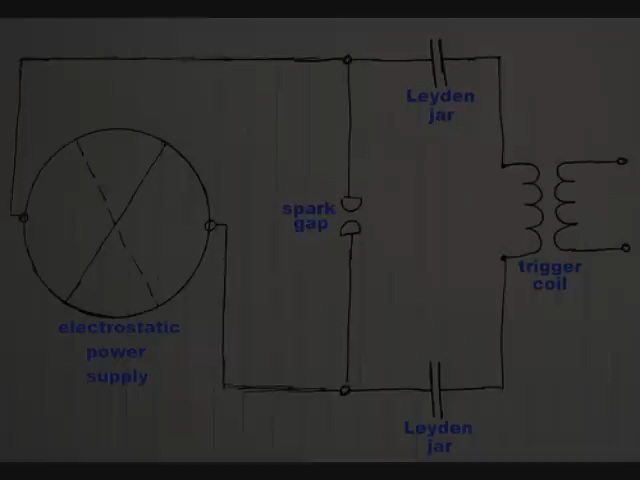 Leyden
jar
spark
gap
trigger
coil
electrostatic
power
supply
Leyden
jar